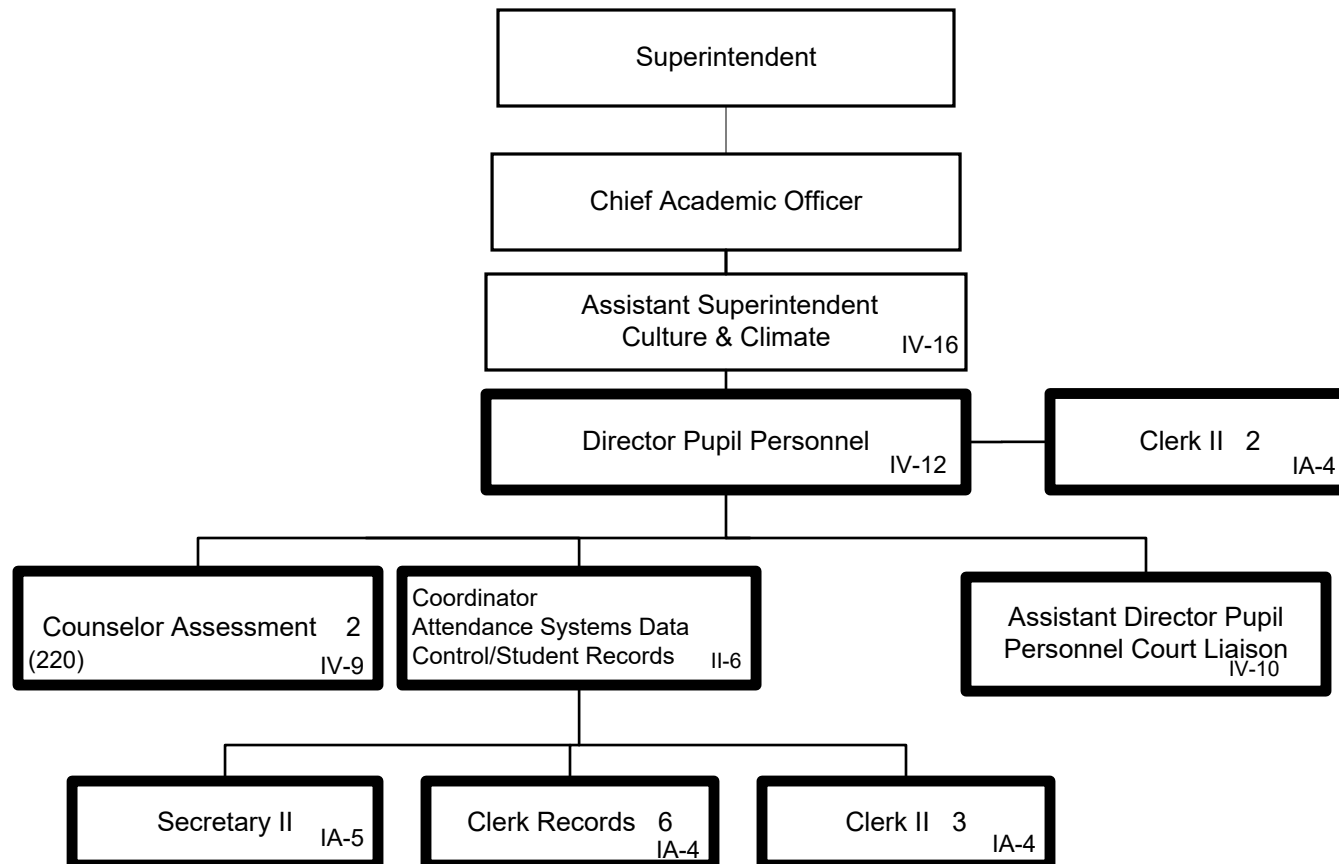 Superintendent
Chief Academic Officer
Assistant Superintendent
Culture & Climate
IV-16
Director Pupil Personnel
IV-12
Clerk II 2
IA-4
Counselor Assessment 2
(220)
IV-9
Coordinator
Attendance Systems Data
Control/Student Records II-6
Assistant Director Pupil
Personnel Court Liaison
IV-10
Secretary II
IA-5
Clerk Records 6
IA-4
Clerk II 3
IA-4